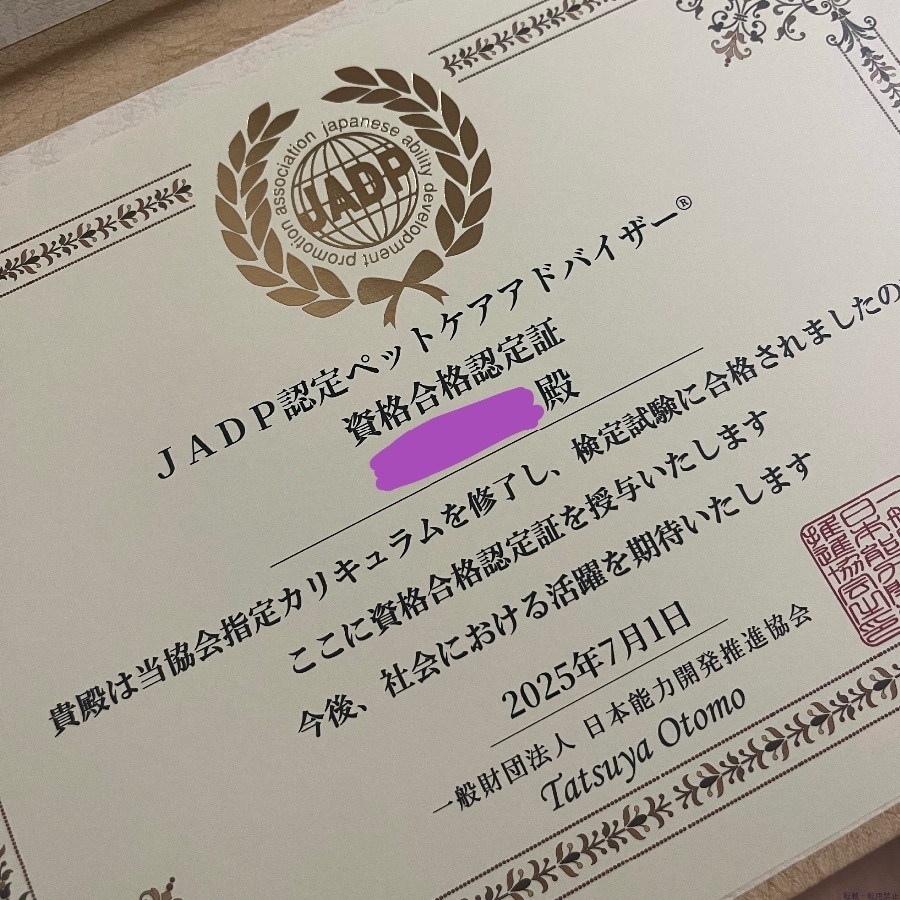 association japanese ability development promotion
JADP
JADP認定ペットケアアドバイザー®
資格合格認定証
殿
貴殿は当協会指定カリキュラムを修了し、検定試験に合格されましたの
ここに資格合格認定証を授与いたします
今後、社会における活躍を期待いたします
2025年7月1日
一般財団法人 日本能力開発推進協会
Tatsuya Otomo